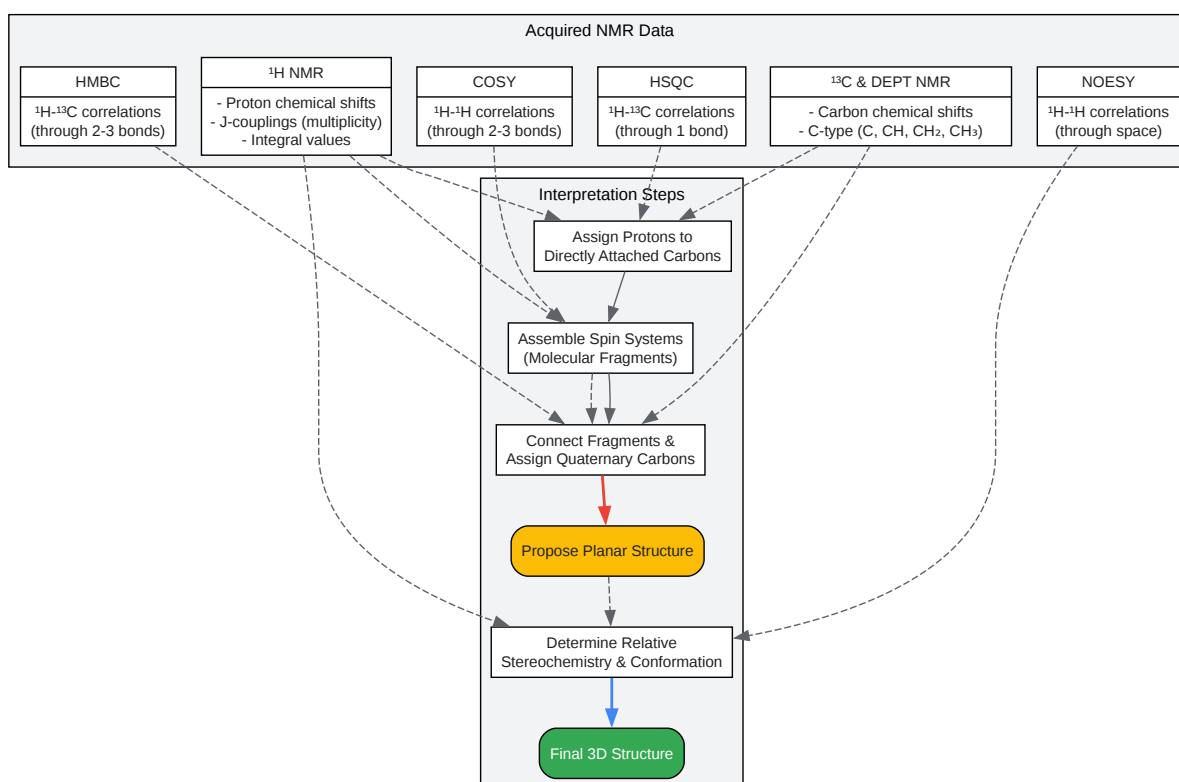 Acquired NMR Data
HMBC
¹H-¹³C correlations
(through 2-3 bonds)
¹H NMR
- Proton chemical shifts
- J-couplings (multiplicity)
- Integral values
COSY
¹H-¹H correlations
(through 2-3 bonds)
HSQC
¹H-¹³C correlations
(through 1 bond)
¹³C & DEPT NMR
- Carbon chemical shifts
- C-type (C, CH, CH₂, CH₃)
NOESY
¹H-¹H correlations
(through space)
Interpretation Steps
Assign Protons to
Directly Attached Carbons
Assemble Spin Systems
(Molecular Fragments)
Connect Fragments &
Assign Quaternary Carbons
Propose Planar Structure
Determine Relative
Stereochemistry & Conformation
Final 3D Structure